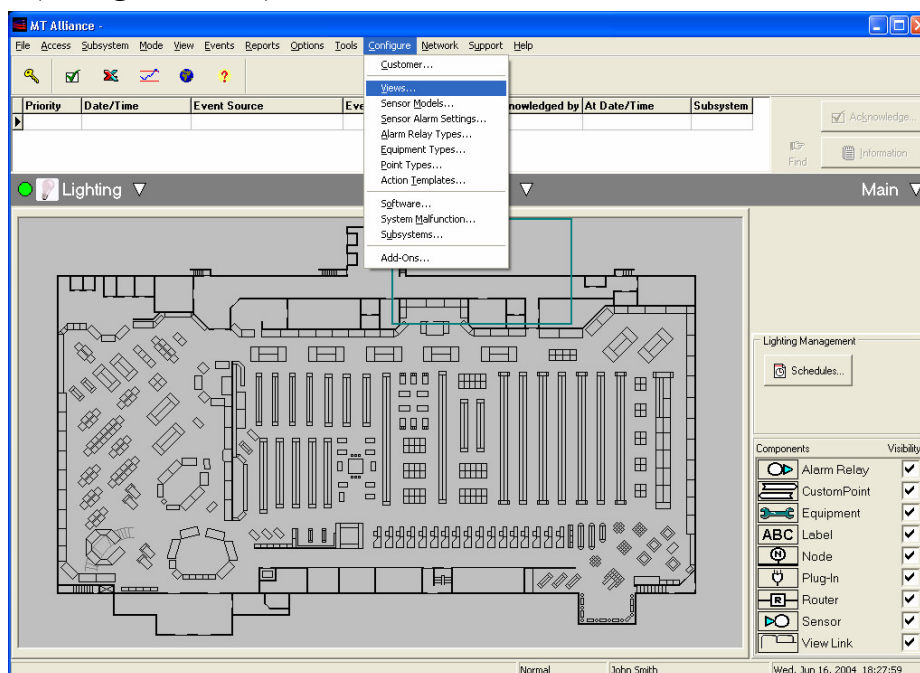 MT Alliance -
File Access Subsystem Mode View Events Reports Options Tools Configure Network Support Help
Customer...
Views...
Sensor Models...
Sensor Alarm Settings...
Alarm Relay Types...
Equipment Types...
Point Types...
Action Templates...
Software...
System Malfunction...
Subsystems...
Add-Ons...
Priority Date/Time Event Source Eve nowledged by At Date/Time Subsystem
Acknowledge...
Find
Information
Lighting Main
Lighting Management
Schedules...
Components Visibility
Alarm Relay
CustomPoint
Equipment
ABC Label
N Node
Plug-In
R Router
Sensor
View Link
Normal John Smith Wed, Jun 16, 2004 18:27:59